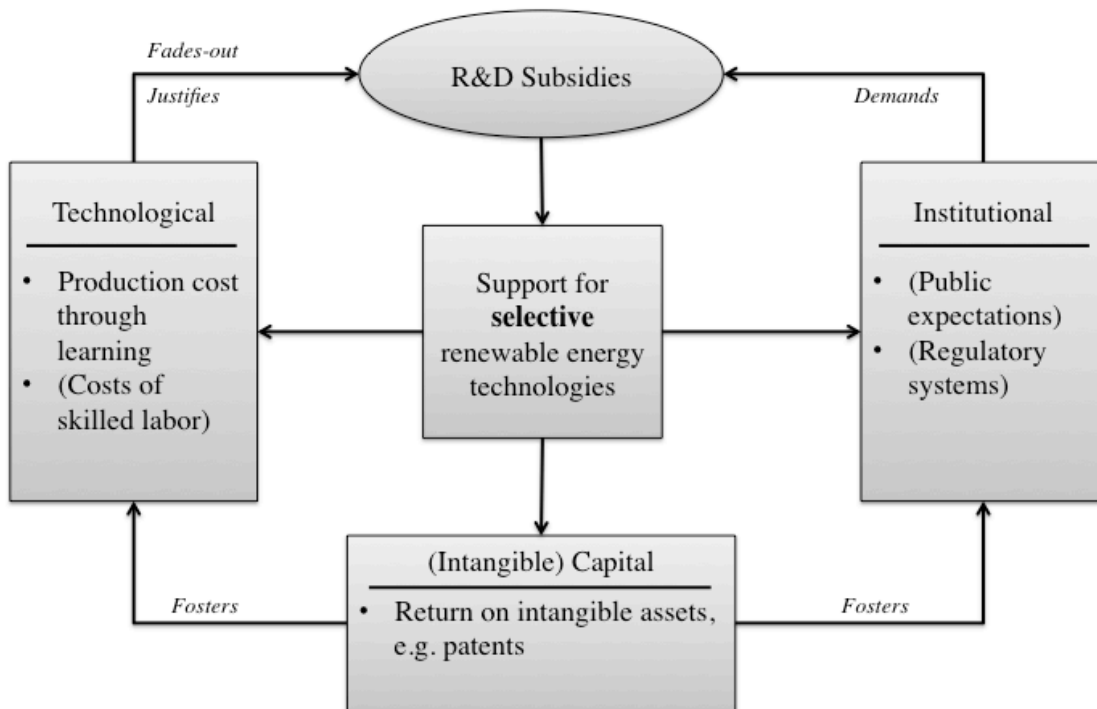 Fades-out
Justifies
R&D Subsidies
Demands
Technological
• Production cost
through
learning
• (Costs of
skilled labor)
Support for
selective
renewable energy
technologies
Institutional
• (Public
expectations)
• (Regulatory
systems)
Fosters
(Intangible) Capital
• Return on intangible assets,
e.g. patents
Fosters